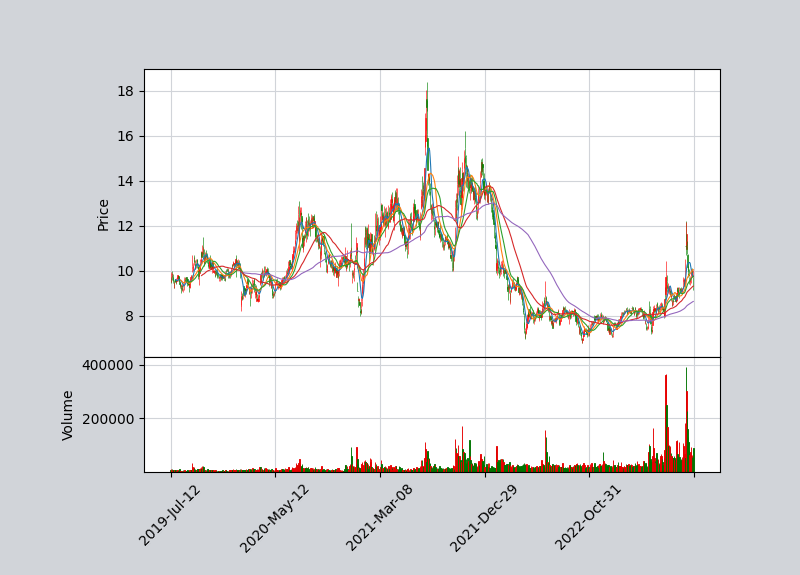 18
16
14
12
10
8
Price
400000
200000
Volume
2019-Jul-12
2020-May-12
2021-Mar-08
2021-Dec-29
2022-Oct-31